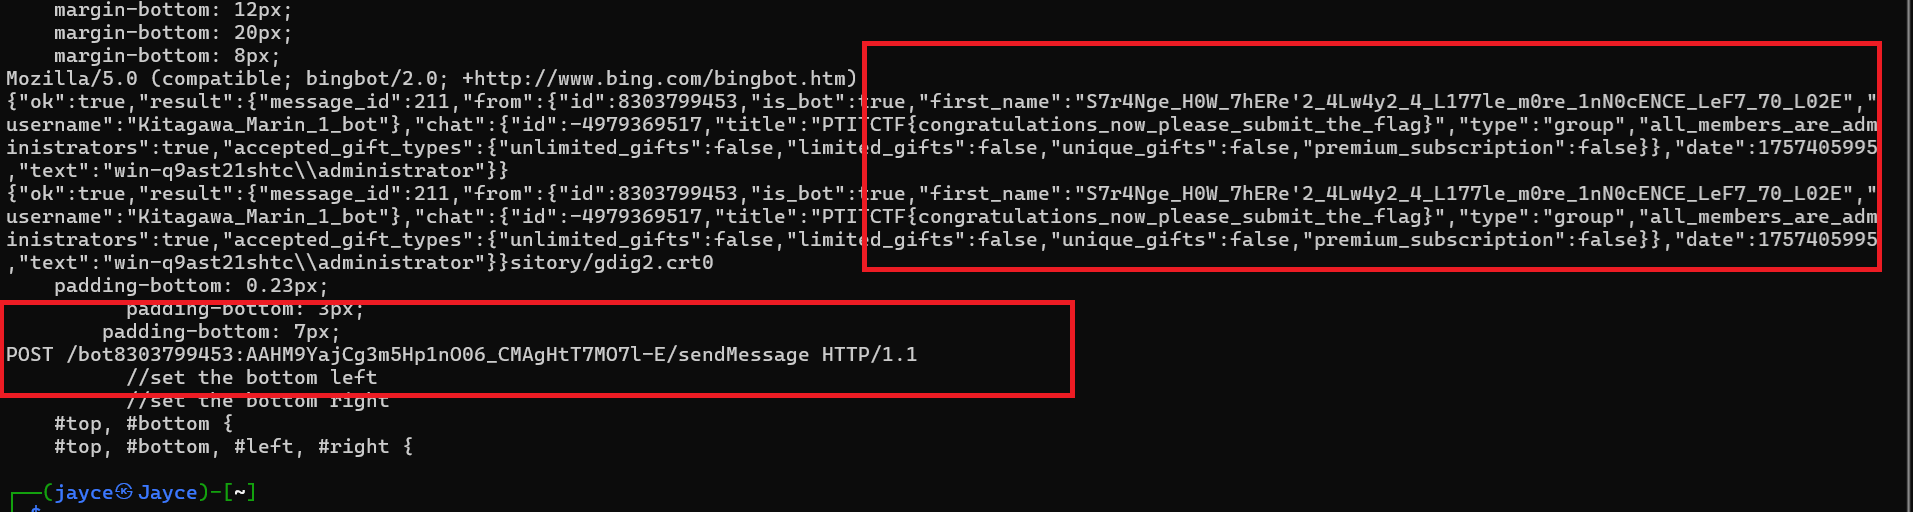 margin-bottom: 12px;
margin-bottom: 20px;
margin-bottom: 8px;
Mozilla/5.0 (compatible; bingbot/2.0; +http://www.bing.com/bingbot.htm)
{"ok":true,"result":{"message_id":211,"from":{"id":8303799453,"is_bot":true,"first_name":"S7r4Nge_H0W_7hERe'2_4Lw4y2_4_L177le_m0re_1nN0cENCE_LeF7_70_L02E","
username":"Kitagawa_Marin_1_bot"},"chat":{"id":-4979369517,"title":"PTITCTF{congratulations_now_please_submit_the_flag}","type":"group","all_members_are_adm
inistrators":true,"accepted_gift_types":{"unlimited_gifts":false,"limited_gifts":false,"unique_gifts":false,"premium_subscription":false}},"date":1757405995
,"text":"win-q9ast21shtc\\administrator"}}
{"ok":true,"result":{"message_id":211,"from":{"id":8303799453,"is_bot":true,"first_name":"S7r4Nge_H0W_7hERe'2_4Lw4y2_4_L177le_m0re_1nN0cENCE_LeF7_70_L02E","
username":"Kitagawa_Marin_1_bot"},"chat":{"id":-4979369517,"title":"PTITCTF{congratulations_now_please_submit_the_flag}","type":"group","all_members_are_adm
inistrators":true,"accepted_gift_types":{"unlimited_gifts":false,"limited_gifts":false,"unique_gifts":false,"premium_subscription":false}},"date":1757405995
,"text":"win-q9ast21shtc\\administrator"}}sitory/gdig2.crt0
padding-bottom: 0.23px;
padding-bottom: 3px;
padding-bottom: 7px;
POST /bot8303799453:AAHM9YajCg3m5Hp1nO06_CMAgHtT7MO7l-E/sendMessage HTTP/1.1
//set the bottom left
//set the bottom right
#top, #bottom {
#top, #bottom, #left, #right {
┌──(jayce㉿Jayce)-[~]
└─$